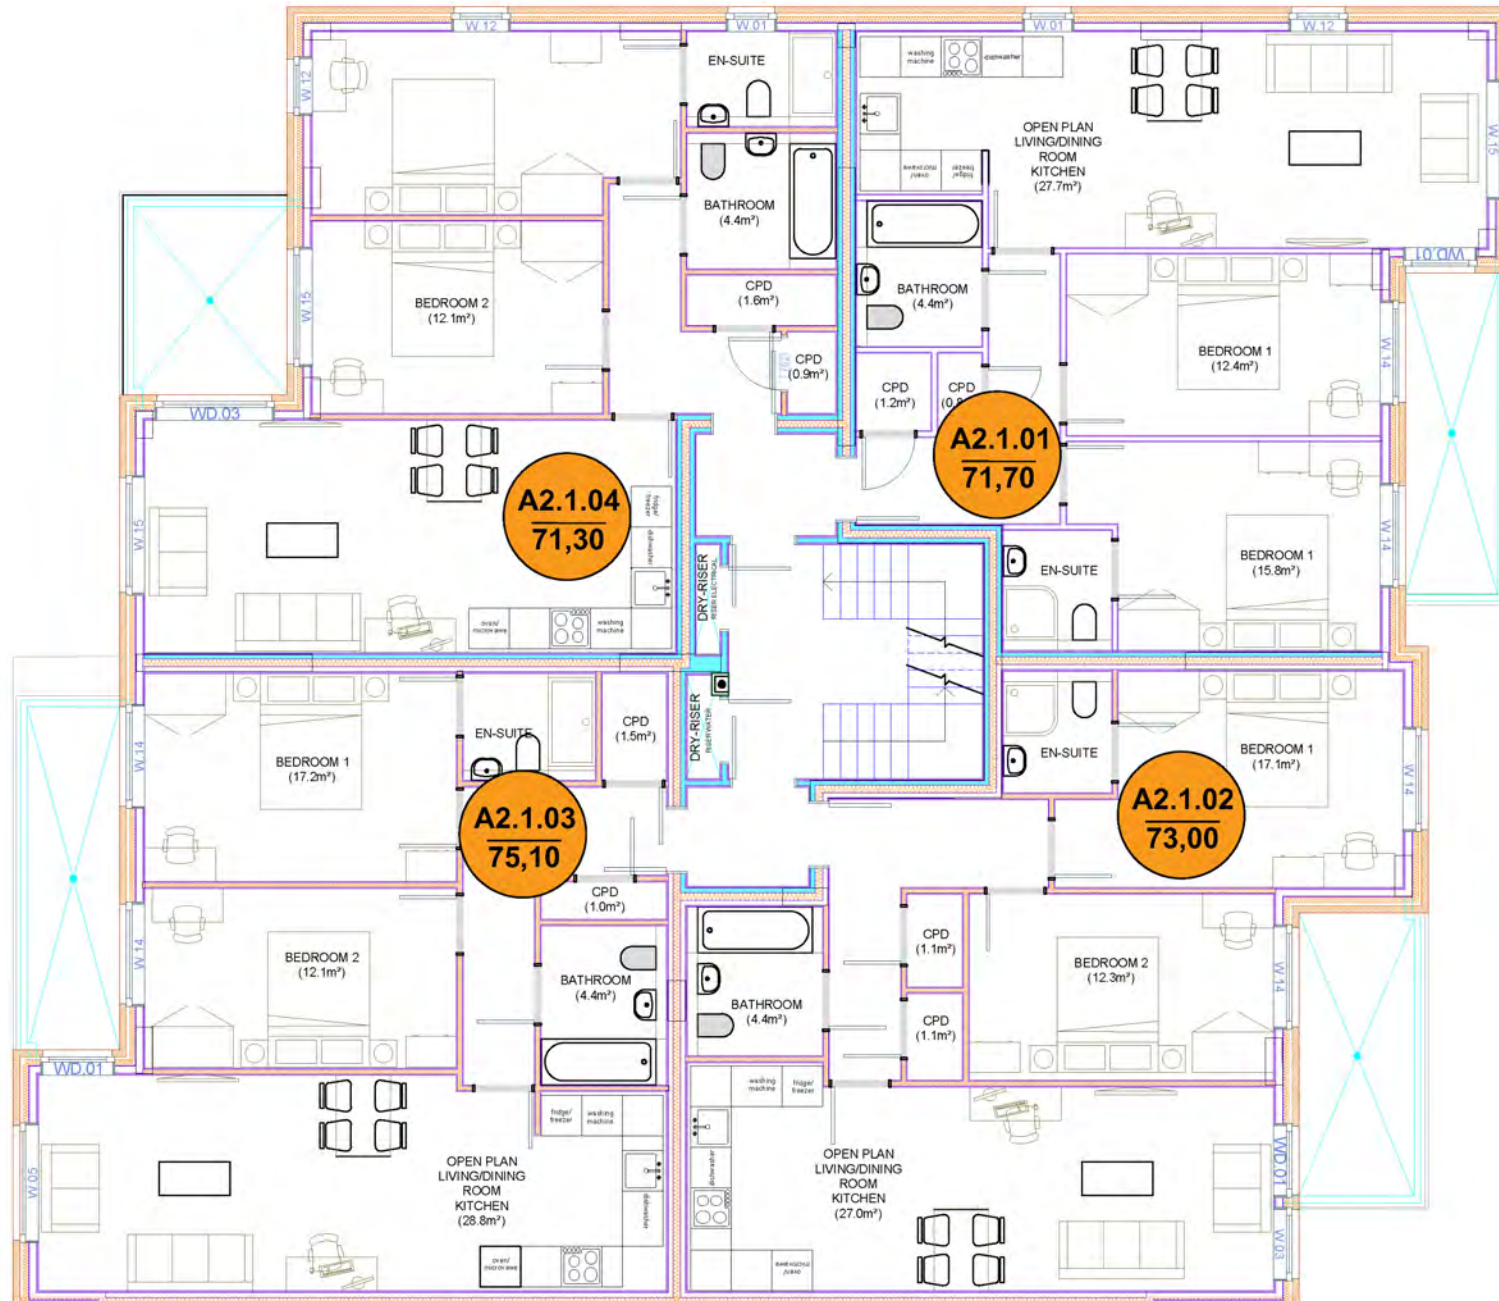 W.12
W.01
W.01
W.12
W.12
EN-SUITE
washing
machine
dishwasher
OPEN PLAN
LIVING/DINING
ROOM
KITCHEN
(27.7m²)
W.15
oven/
microwave
fridge/
freezer
BATHROOM
(4.4m²)
BEDROOM 2
(12.1m²)
W.15
CPD
(1.6m²)
BATHROOM
(4.4m²)
WD.01
BEDROOM 1
(12.4m²)
W.14
CPD
(0.9m²)
CPD
(1.2m²)
CPD
WD.03
A2.1.01
71,70
A2.1.04
71,30
W.15
fridge/
freezer
dishwasher
oven/
microwave
washing
machine
DRY-RISER
RISER ELECTRICAL
EN-SUITE
BEDROOM 1
(15.8m²)
W.14
DRY-RISER
RISER WATER
W.14
BEDROOM 1
(17.2m²)
EN-SUITE
CPD
(1.5m²)
EN-SUITE
BEDROOM 1
(17.1m²)
W.14
A2.1.03
75,10
A2.1.02
73,00
CPD
(1.0m²)
W.14
BEDROOM 2
(12.1m²)
BATHROOM
(4.4m²)
BATHROOM
(4.4m²)
CPD
(1.1m²)
CPD
(1.1m²)
BEDROOM 2
(12.3m²)
W.14
WD.01
W.05
fridge/
freezer
washing
machine
dishwasher
OPEN PLAN
LIVING/DINING
ROOM
KITCHEN
(28.8m²)
oven/
microwave
washing
machine
fridge/
freezer
dishwasher
OPEN PLAN
LIVING/DINING
ROOM
KITCHEN
(27.0m²)
oven/
microwave
WD.01
W.03